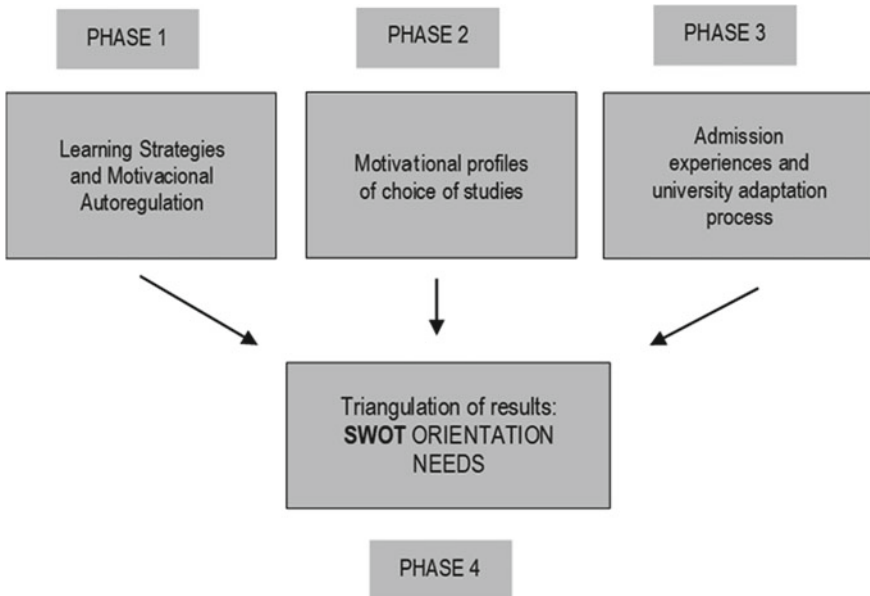 PHASE 1
PHASE 2
PHASE 3
Learning Strategies
and Motivacional
Autoregulation
Motivational profiles
of choice of studies
Admission
experiences and
university adaptation
process
Triangulation of results:
SWOT ORIENTATION
NEEDS
PHASE 4